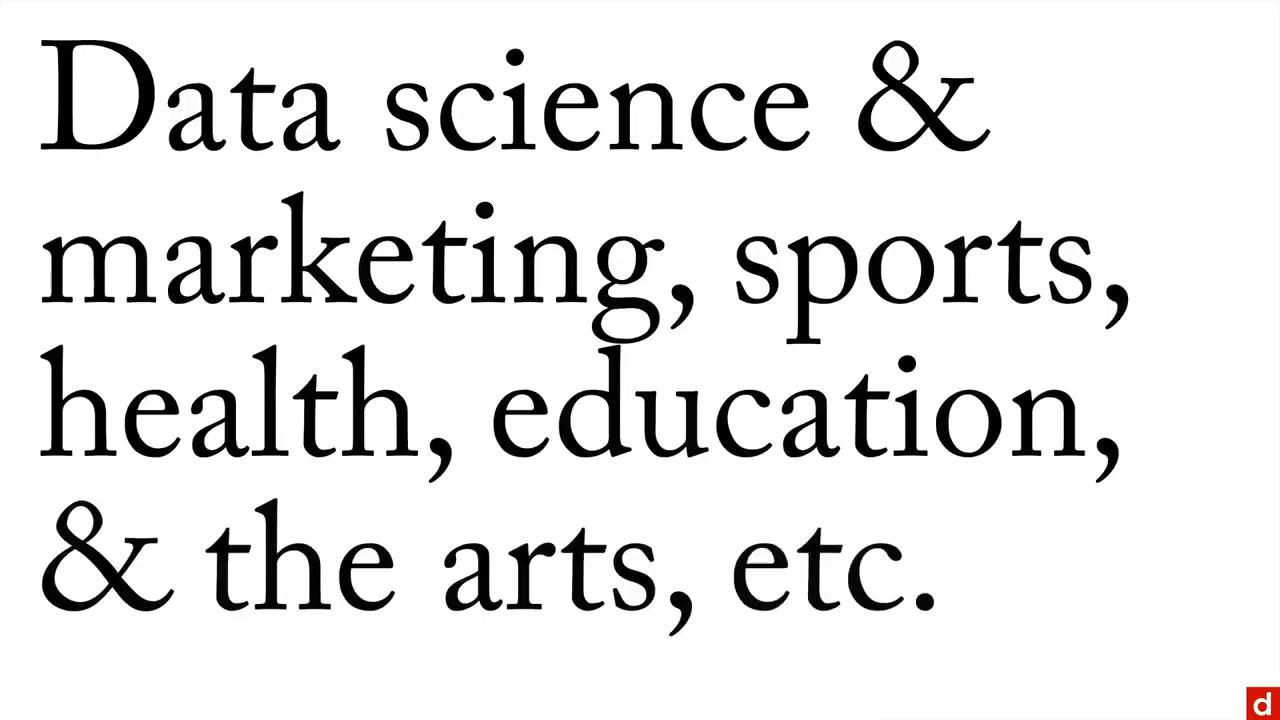 Data science &
marketing, sports,
health, education,
& the arts, etc.
d